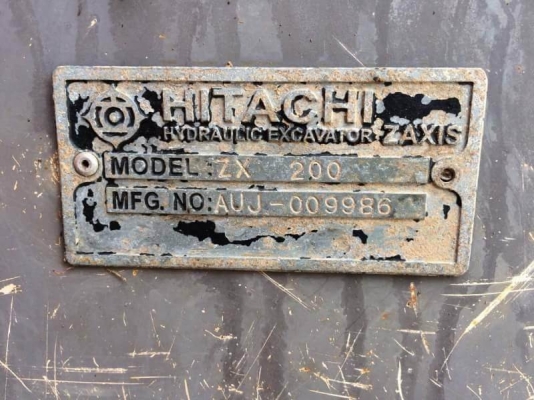 HITACHI
HYDRAULIC EXCAVATOR ZAXIS
MODEL:ZX 200
MFG. NO:AUJ-009986